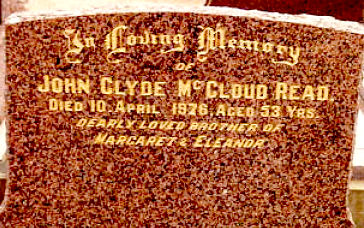 In Loving Memory
OF
JOHN CLYDE McCLOUD READ,
DIED 10 APRIL 1976, AGED 53 YRS.
DEARLY LOVED BROTHER OF
MARGARET & ELEANOR